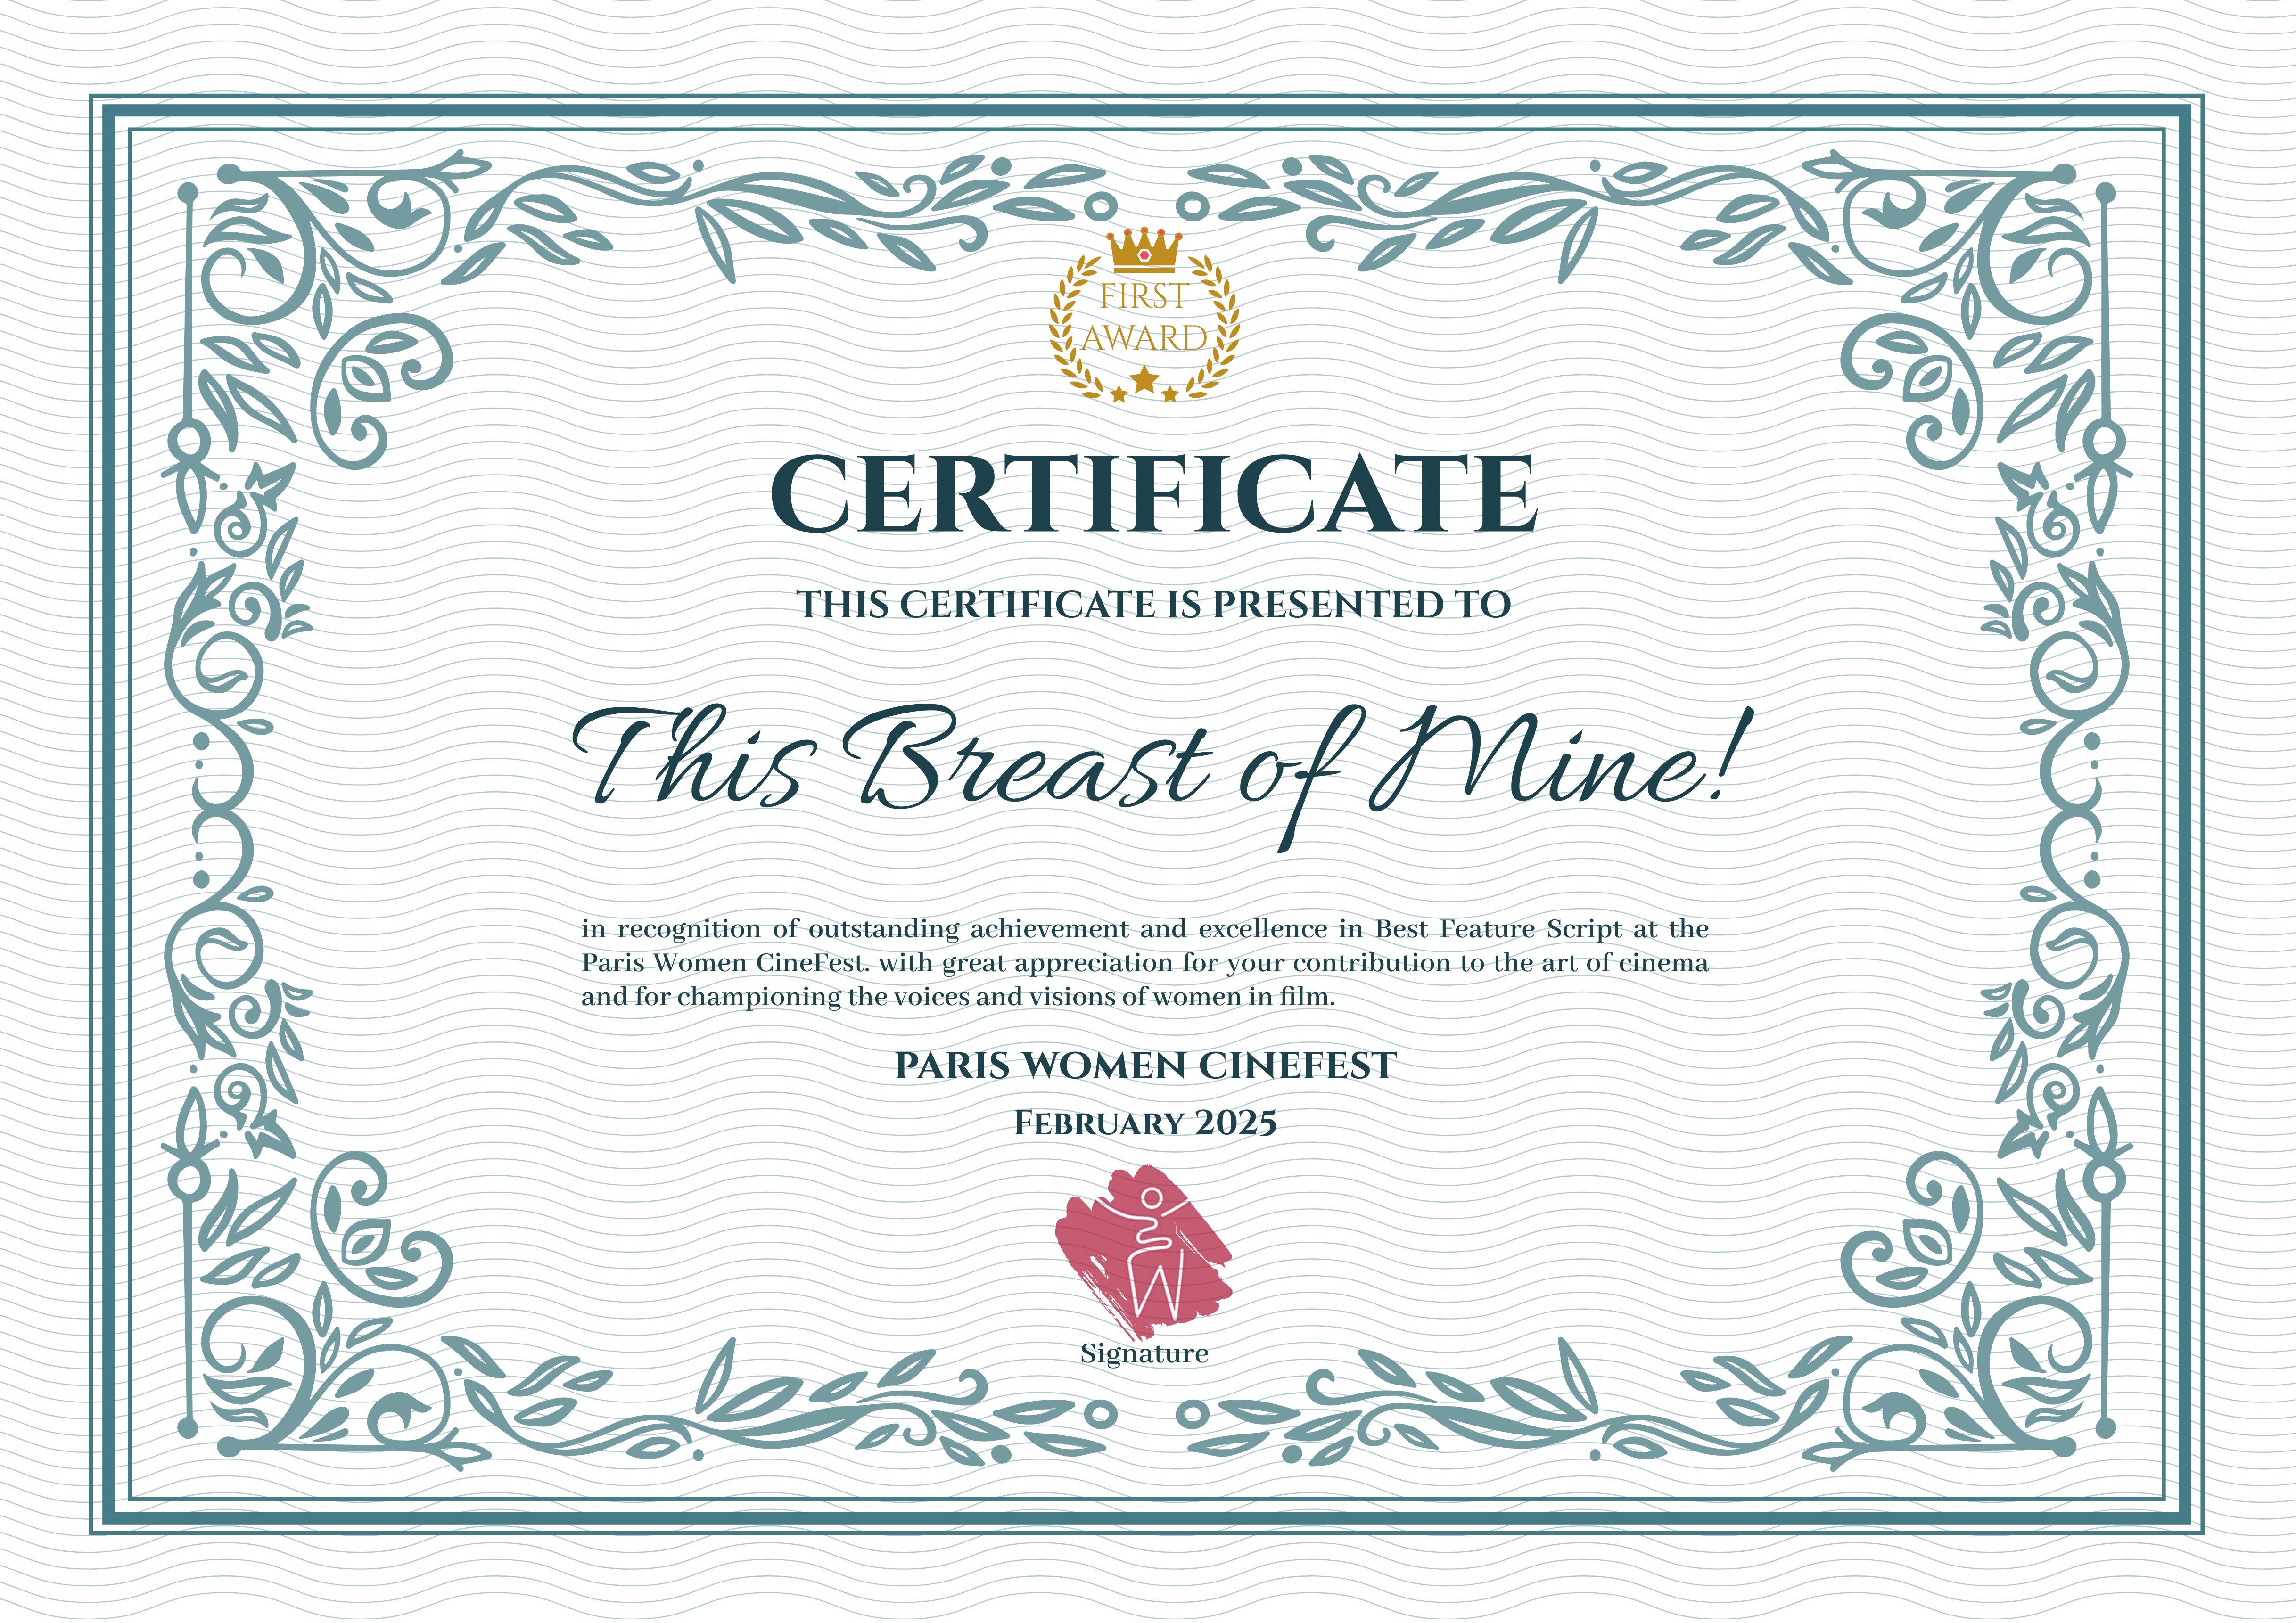 FIRST
AWARD
CERTIFICATE
THIS CERTIFICATE IS PRESENTED TO
This Breast of Mine!
in recognition of outstanding achievement and excellence in Best Feature Script at the
Paris Women CineFest. with great appreciation for your contribution to the art of cinema
and for championing the voices and visions of women in film.
PARIS WOMEN CINEFEST
FEBRUARY 2025
Signature